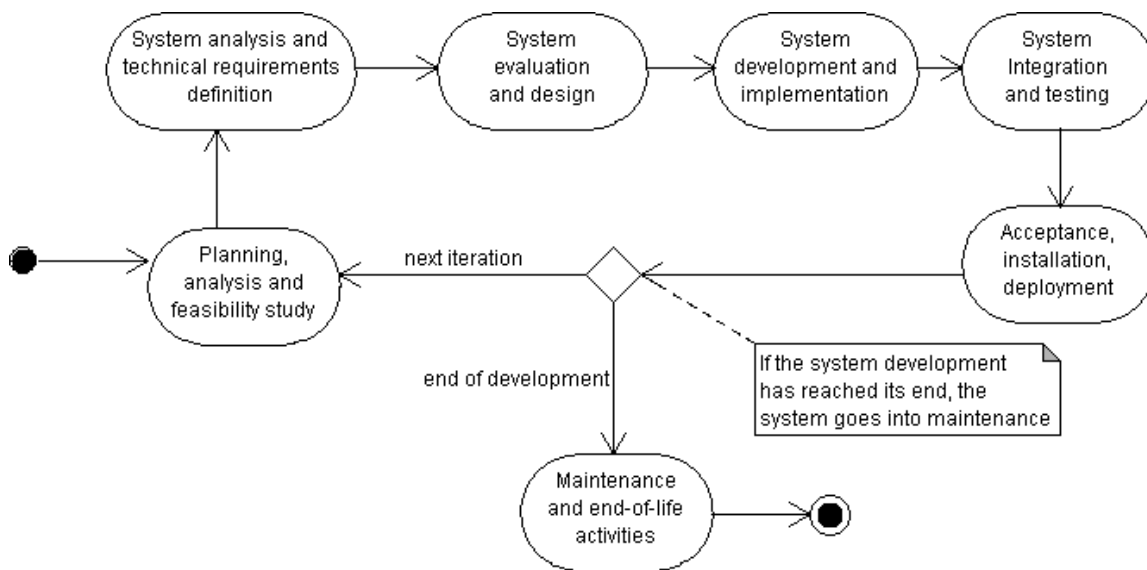 System analysis and
technical requirements
definition
System
evaluation
and design
System
development and
implementation
System
Integration
and testing
Planning,
analysis and
feasibility study
next iteration
Acceptance,
installation,
deployment
end of development
If the system development
has reached its end, the
system goes into maintenance
Maintenance
and end-of-life
activities